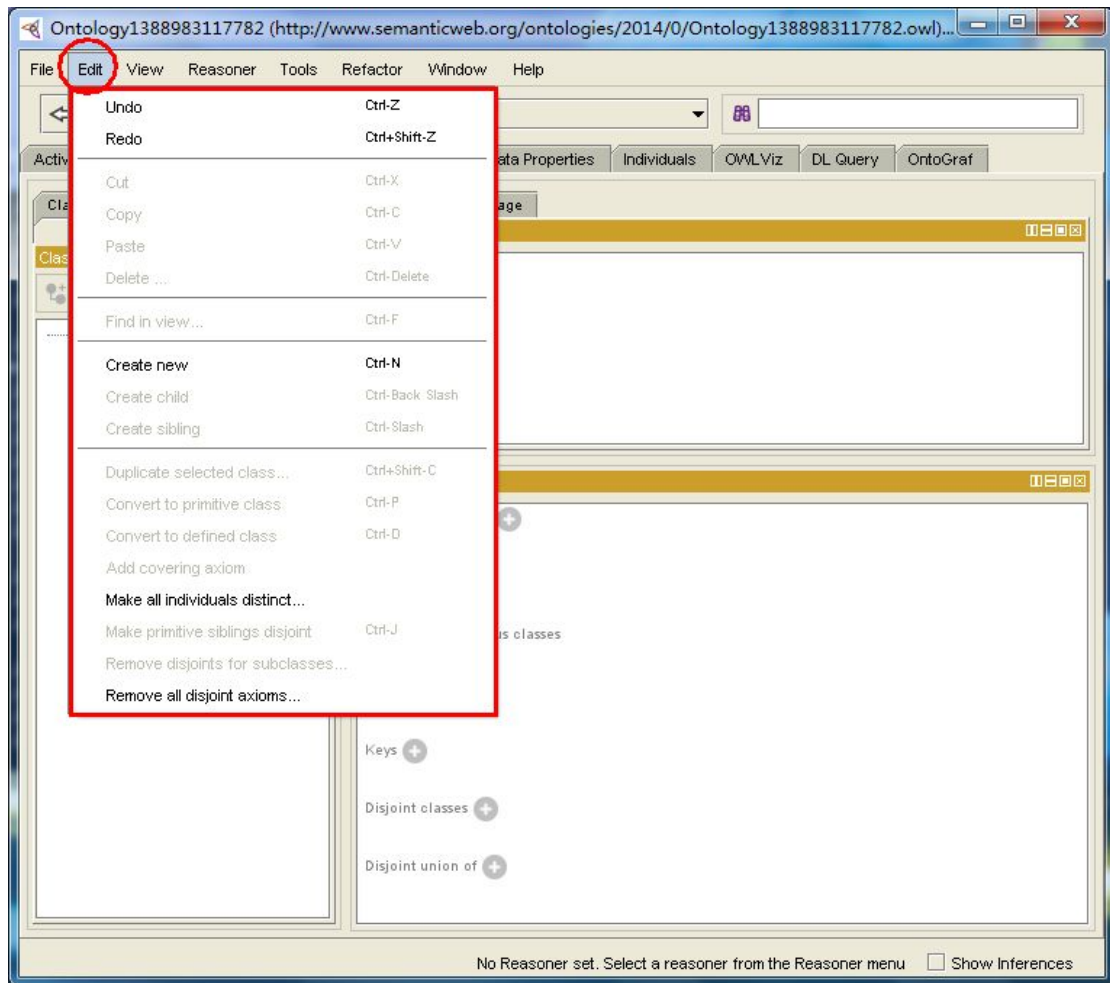 Ontology1388983117782 (http://www.semanticweb.org/ontologies/2014/0/Ontology1388983117782.owl)...
File Edit View Reasoner Tools Refactor Window Help
Undo Ctrl-Z
Redo Ctrl+Shift-Z
Properties Individuals OWLViz DL Query OntoGraf
Cut Ctrl-X
Copy Ctrl-C
Paste Ctrl-V
Delete ... Ctrl-Delete
Find in view... Ctrl-F
Create new Ctrl-N
Create child Ctrl-Back Slash
Create sibling Ctrl-Slash
Duplicate selected class... Ctrl+Shift-C
Convert to primitive class Ctrl-P
Convert to defined class Ctrl-D
Add covering axiom
Make all individuals distinct...
Make primitive siblings disjoint Ctrl-J
classes
Remove disjoints for subclasses...
Remove all disjoint axioms...
Keys
Disjoint classes
Disjoint union of
No Reasoner set. Select a reasoner from the Reasoner menu Show Inferences